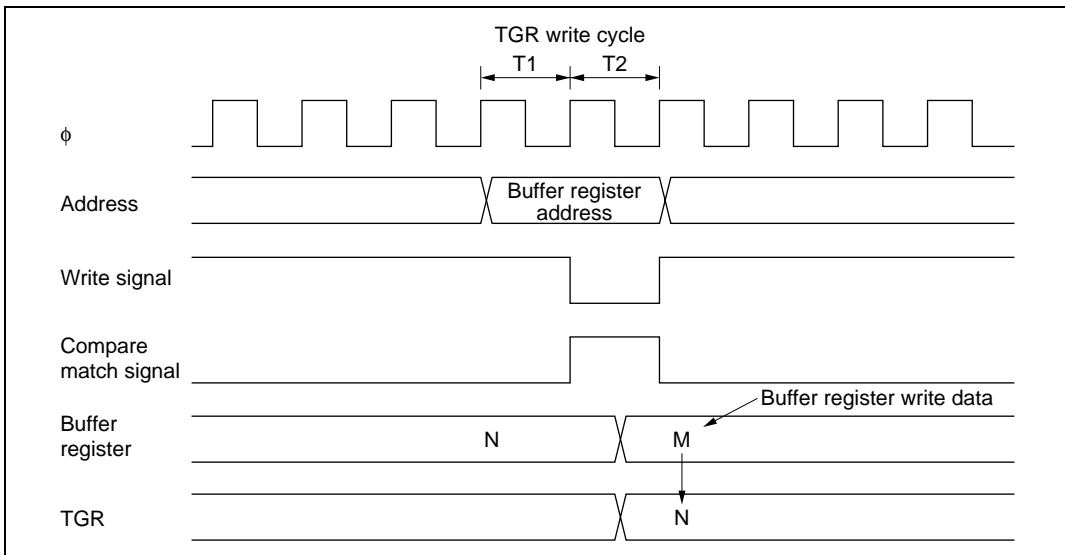 TGR write cycle
T1 T2
ϕ
Address
Buffer register
address
Write signal
Compare
match signal
Buffer register write data
Buffer
register
N M
TGR
N